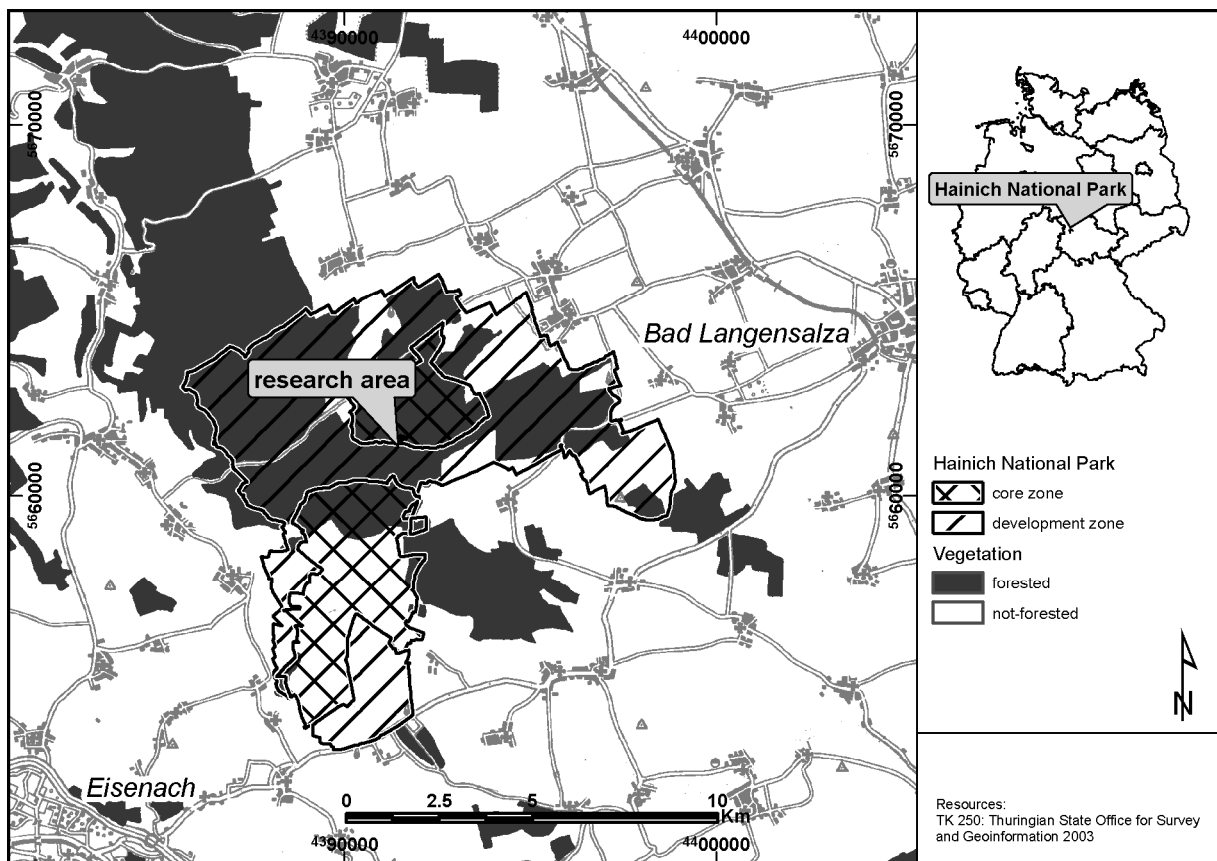 4390000
4400000
5670000
5670000
Hainich National Park
Bad Langensalza
research area
5660000
5660000
Hainich National Park
core zone
development zone
Vegetation
forested
not-forested
N
Eisenach
0 2.5 5 10
Km
4390000
4400000
Resources:
TK 250: Thuringian State Office for Survey
and Geoinformation 2003